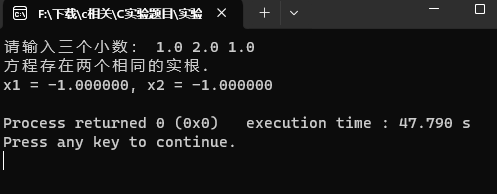 F:\下载\c相关\C实验题目\实验
请输入三个小数: 1.0 2.0 1.0
方程存在两个相同的实根.
x1 = -1.000000, x2 = -1.000000
Process returned 0 (0x0)   execution time : 47.790 s
Press any key to continue.